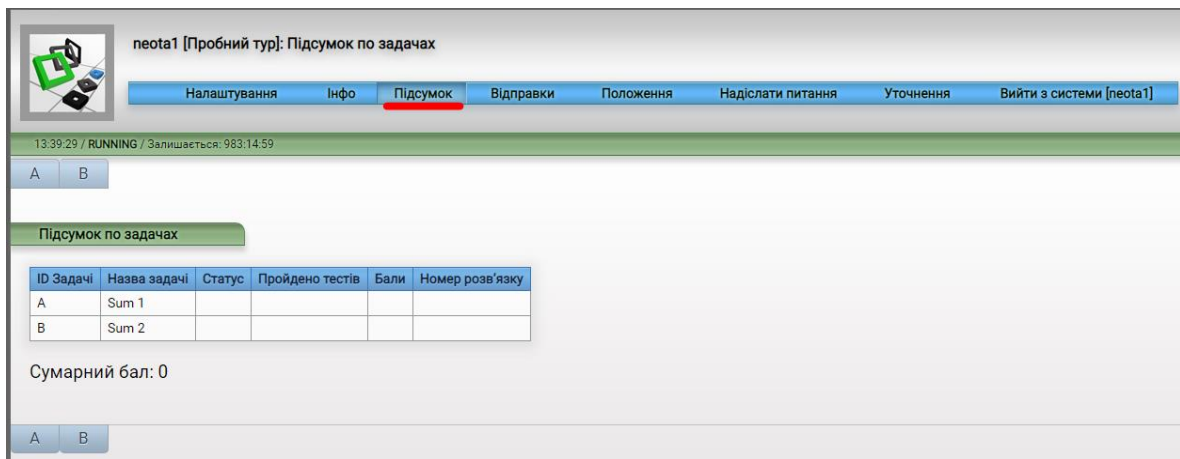 neota1 [Пробний тур]: Підсумок по задачах
Налаштування Інфо Підсумок Відправки Положення Надіслати питання Уточнення Вийти з системи [neota1]
13:39:29 / RUNNING / Залишається: 983:14:59
A B
Підсумок по задачах
ID Задачі Назва задачі Статус Пройдено тестів Бали Номер розв'язку
A Sum 1
B Sum 2
Сумарний бал: 0
A B